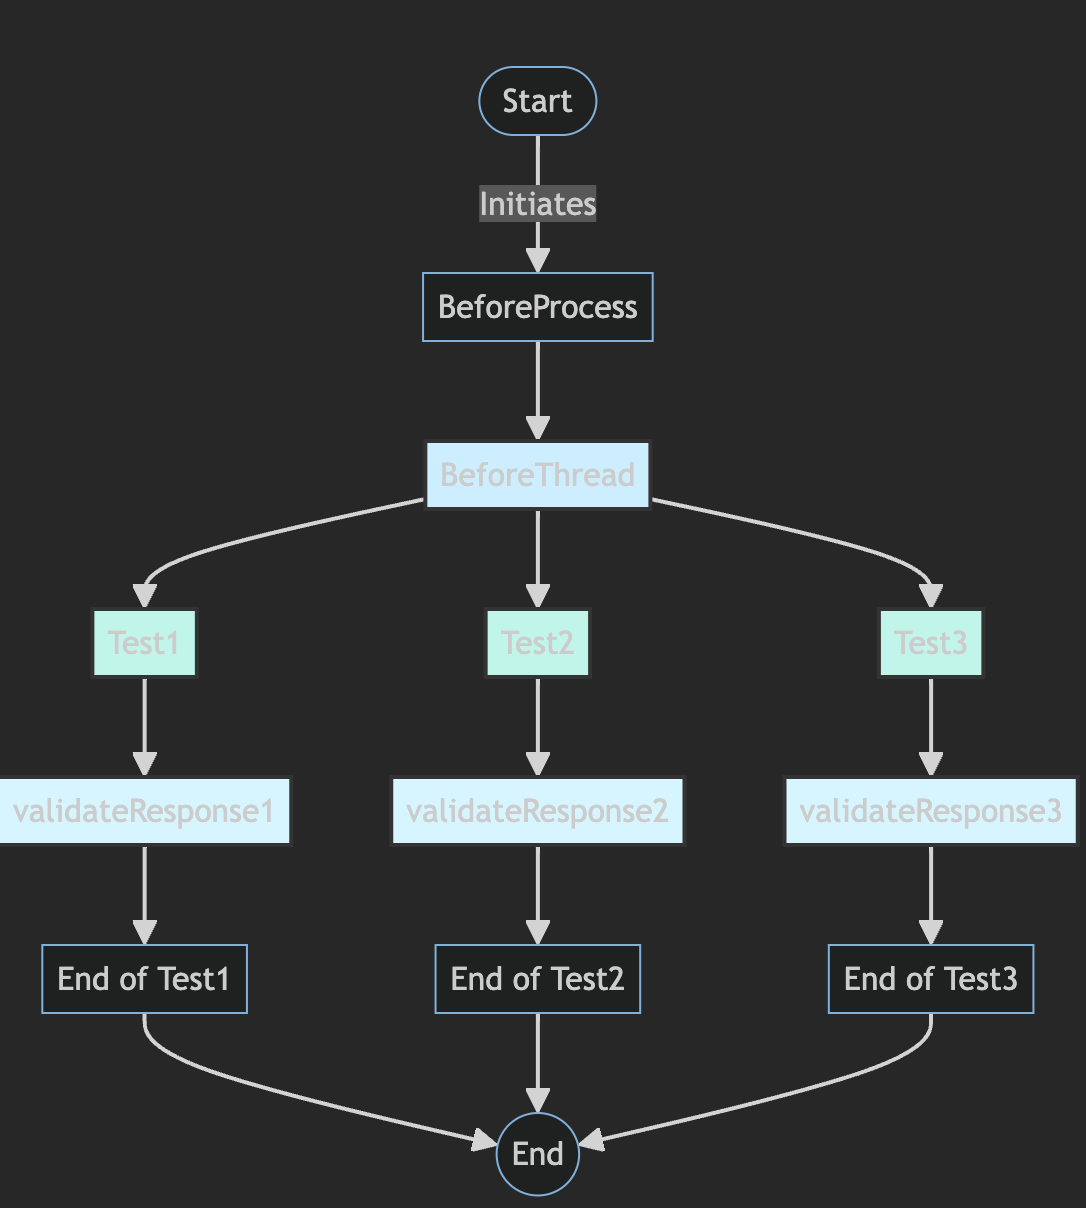 Start
Initiates
BeforeProcess
BeforeThread
Test1
Test2
Test3
validateResponse1
validateResponse2
validateResponse3
End of Test1
End of Test2
End of Test3
End